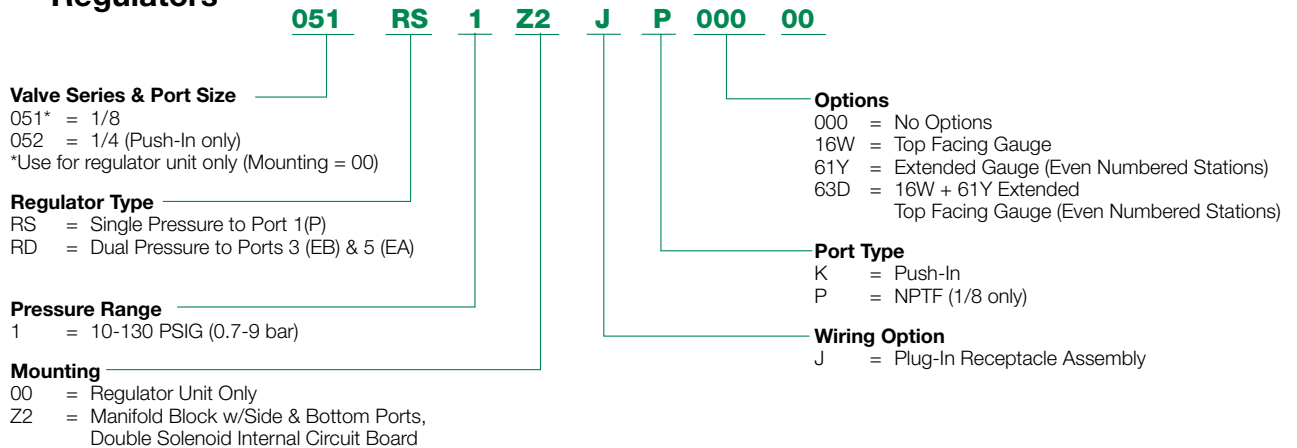 Regulators
051 RS 1 Z2 J P 000 00
Valve Series & Port Size
051* = 1/8
052 = 1/4 (Push-In only)
*Use for regulator unit only (Mounting = 00)
Regulator Type
RS = Single Pressure to Port 1(P)
RD = Dual Pressure to Ports 3 (EB) & 5 (EA)
Pressure Range
1 = 10-130 PSIG (0.7-9 bar)
Mounting
00 = Regulator Unit Only
Z2 = Manifold Block w/Side & Bottom Ports,
Double Solenoid Internal Circuit Board
Options
000 = No Options
16W = Top Facing Gauge
61Y = Extended Gauge (Even Numbered Stations)
63D = 16W + 61Y Extended
Top Facing Gauge (Even Numbered Stations)
Port Type
K = Push-In
P = NPTF (1/8 only)
Wiring Option
J = Plug-In Receptacle Assembly